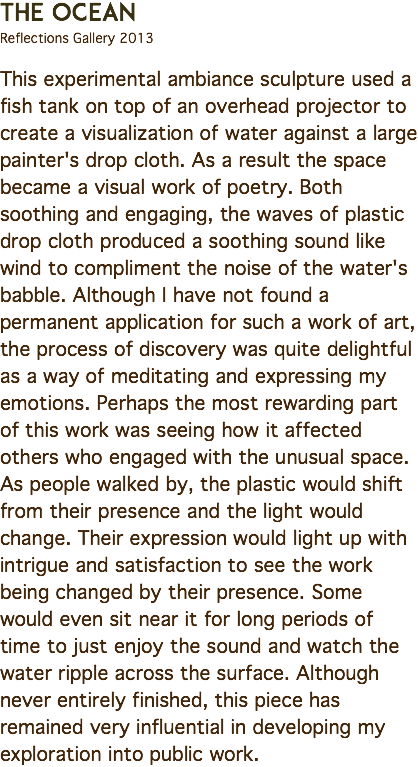 THE OCEAN
Reflections Gallery 2013
This experimental ambiance sculpture used a
fish tank on top of an overhead projector to
create a visualization of water against a large
painter's drop cloth. As a result the space
became a visual work of poetry. Both
soothing and engaging, the waves of plastic
drop cloth produced a soothing sound like
wind to compliment the noise of the water's
babble. Although I have not found a
permanent application for such a work of art,
the process of discovery was quite delightful
as a way of meditating and expressing my
emotions. Perhaps the most rewarding part
of this work was seeing how it affected
others who engaged with the unusual space.
As people walked by, the plastic would shift
from their presence and the light would
change. Their expression would light up with
intrigue and satisfaction to see the work
being changed by their presence. Some
would even sit near it for long periods of
time to just enjoy the sound and watch the
water ripple across the surface. Although
never entirely finished, this piece has
remained very influential in developing my
exploration into public work.